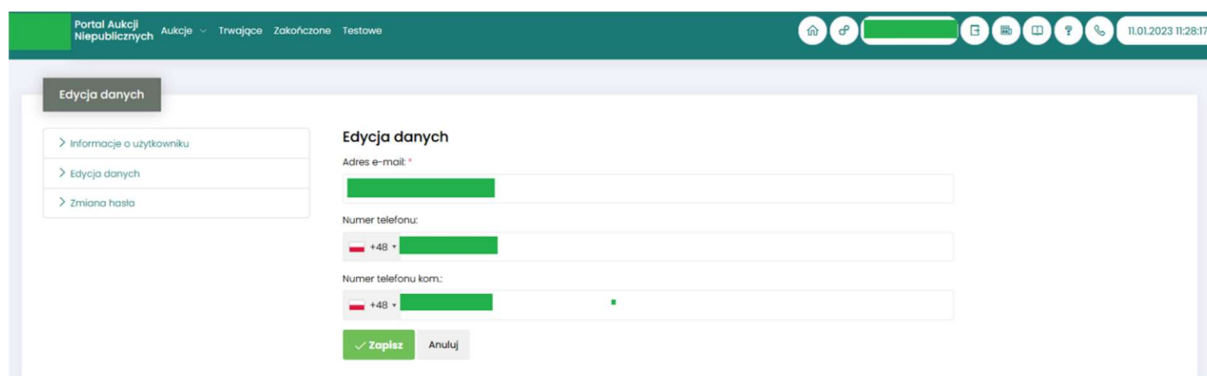 Portal Aukcji
Niepublicznych
Aukcje Trwające Zakończone Testowe
11.01.2023 11:28:17
Edycja danych
Informacje o użytkowniku
Edycja danych
Zmiana hasła
Edycja danych
Adres e-mail: *
Numer telefonu:
+48
Numer telefonu kom.:
+48
Zapisz Anuluj